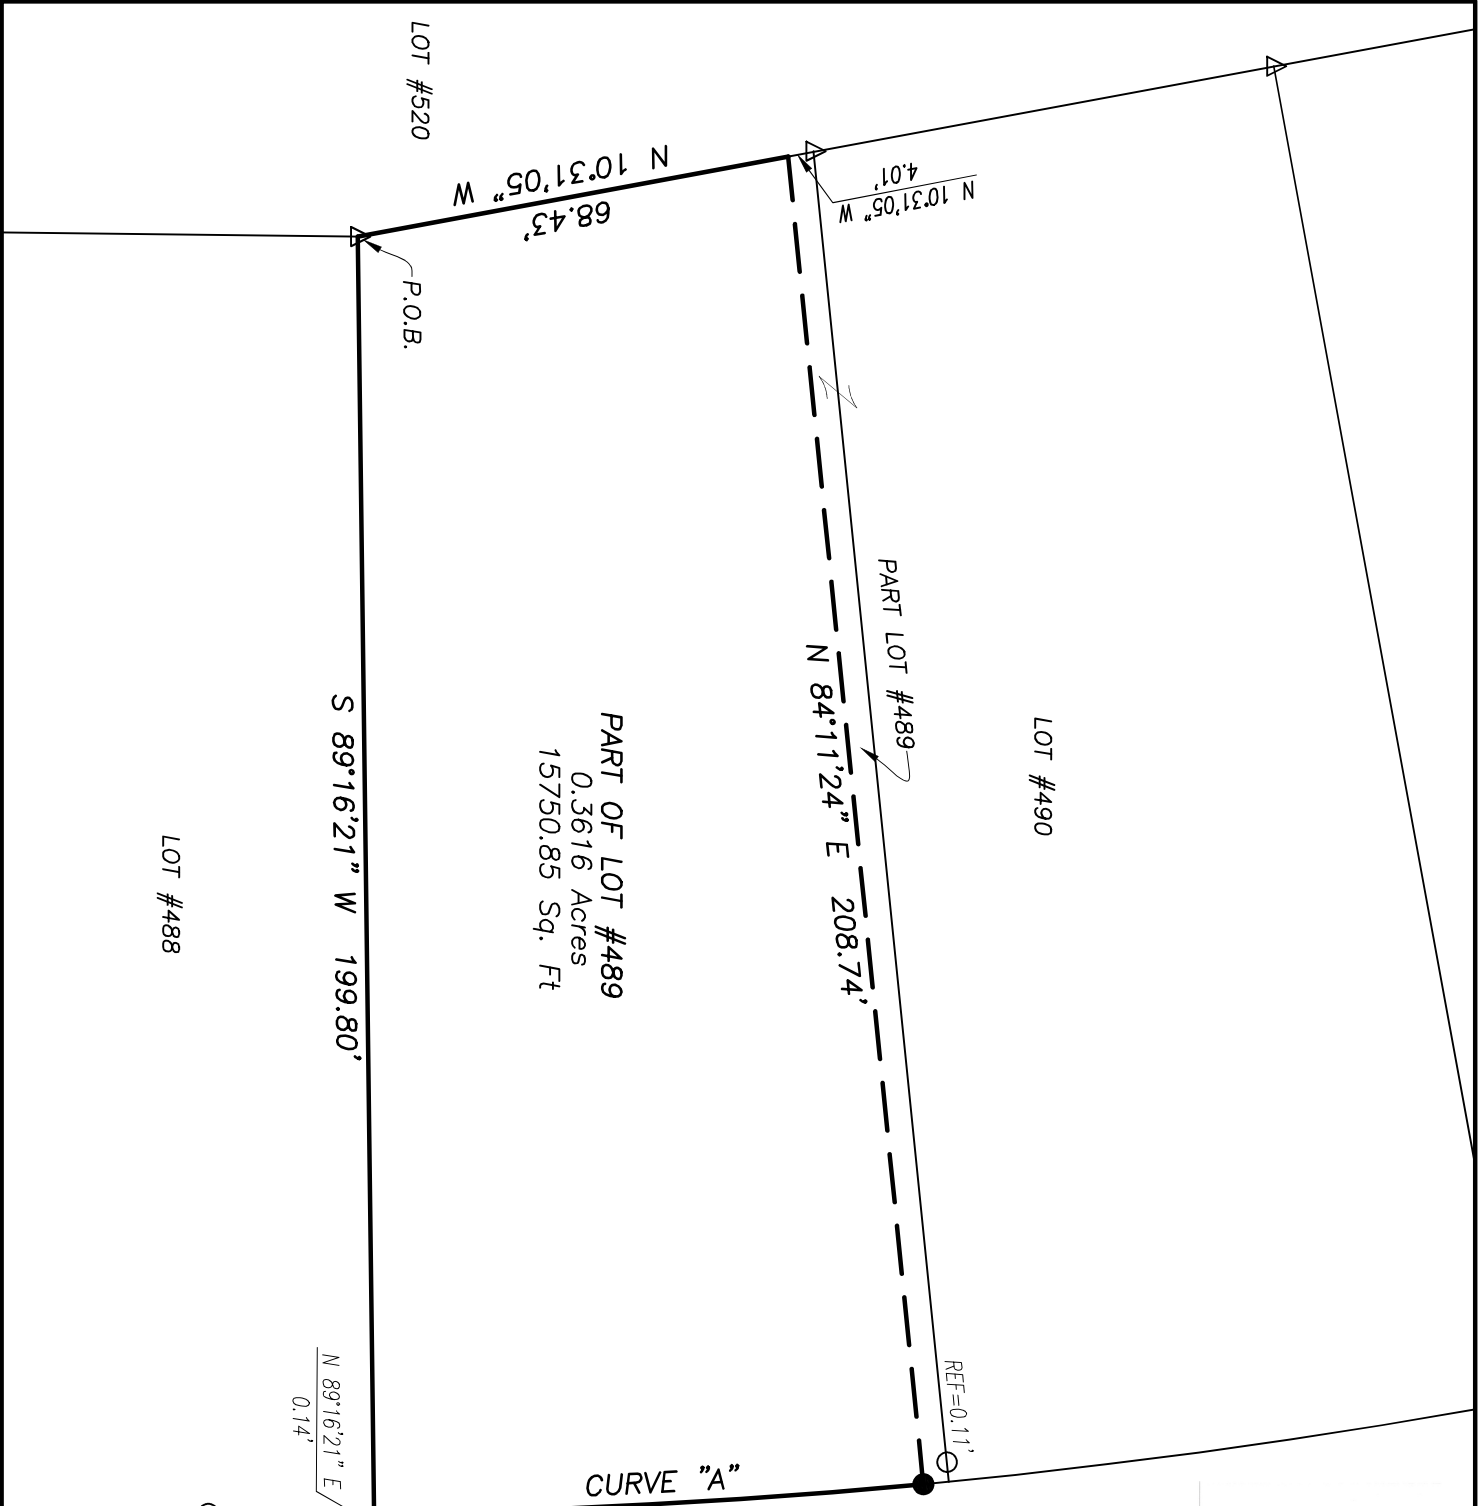 LOT #520
N 10°31'05" W
68.43'
N 10°31'05" W
4.01'
P.O.B.
PART LOT #489
LOT #490
N 84°11'24" E 208.74'
PART OF LOT #489
0.3616 Acres
15750.85 Sq. Ft
S 89°16'21" W 199.80'
LOT #488
N 89°16'21" E
0.14'
REF=0.11'
CURVE "A"